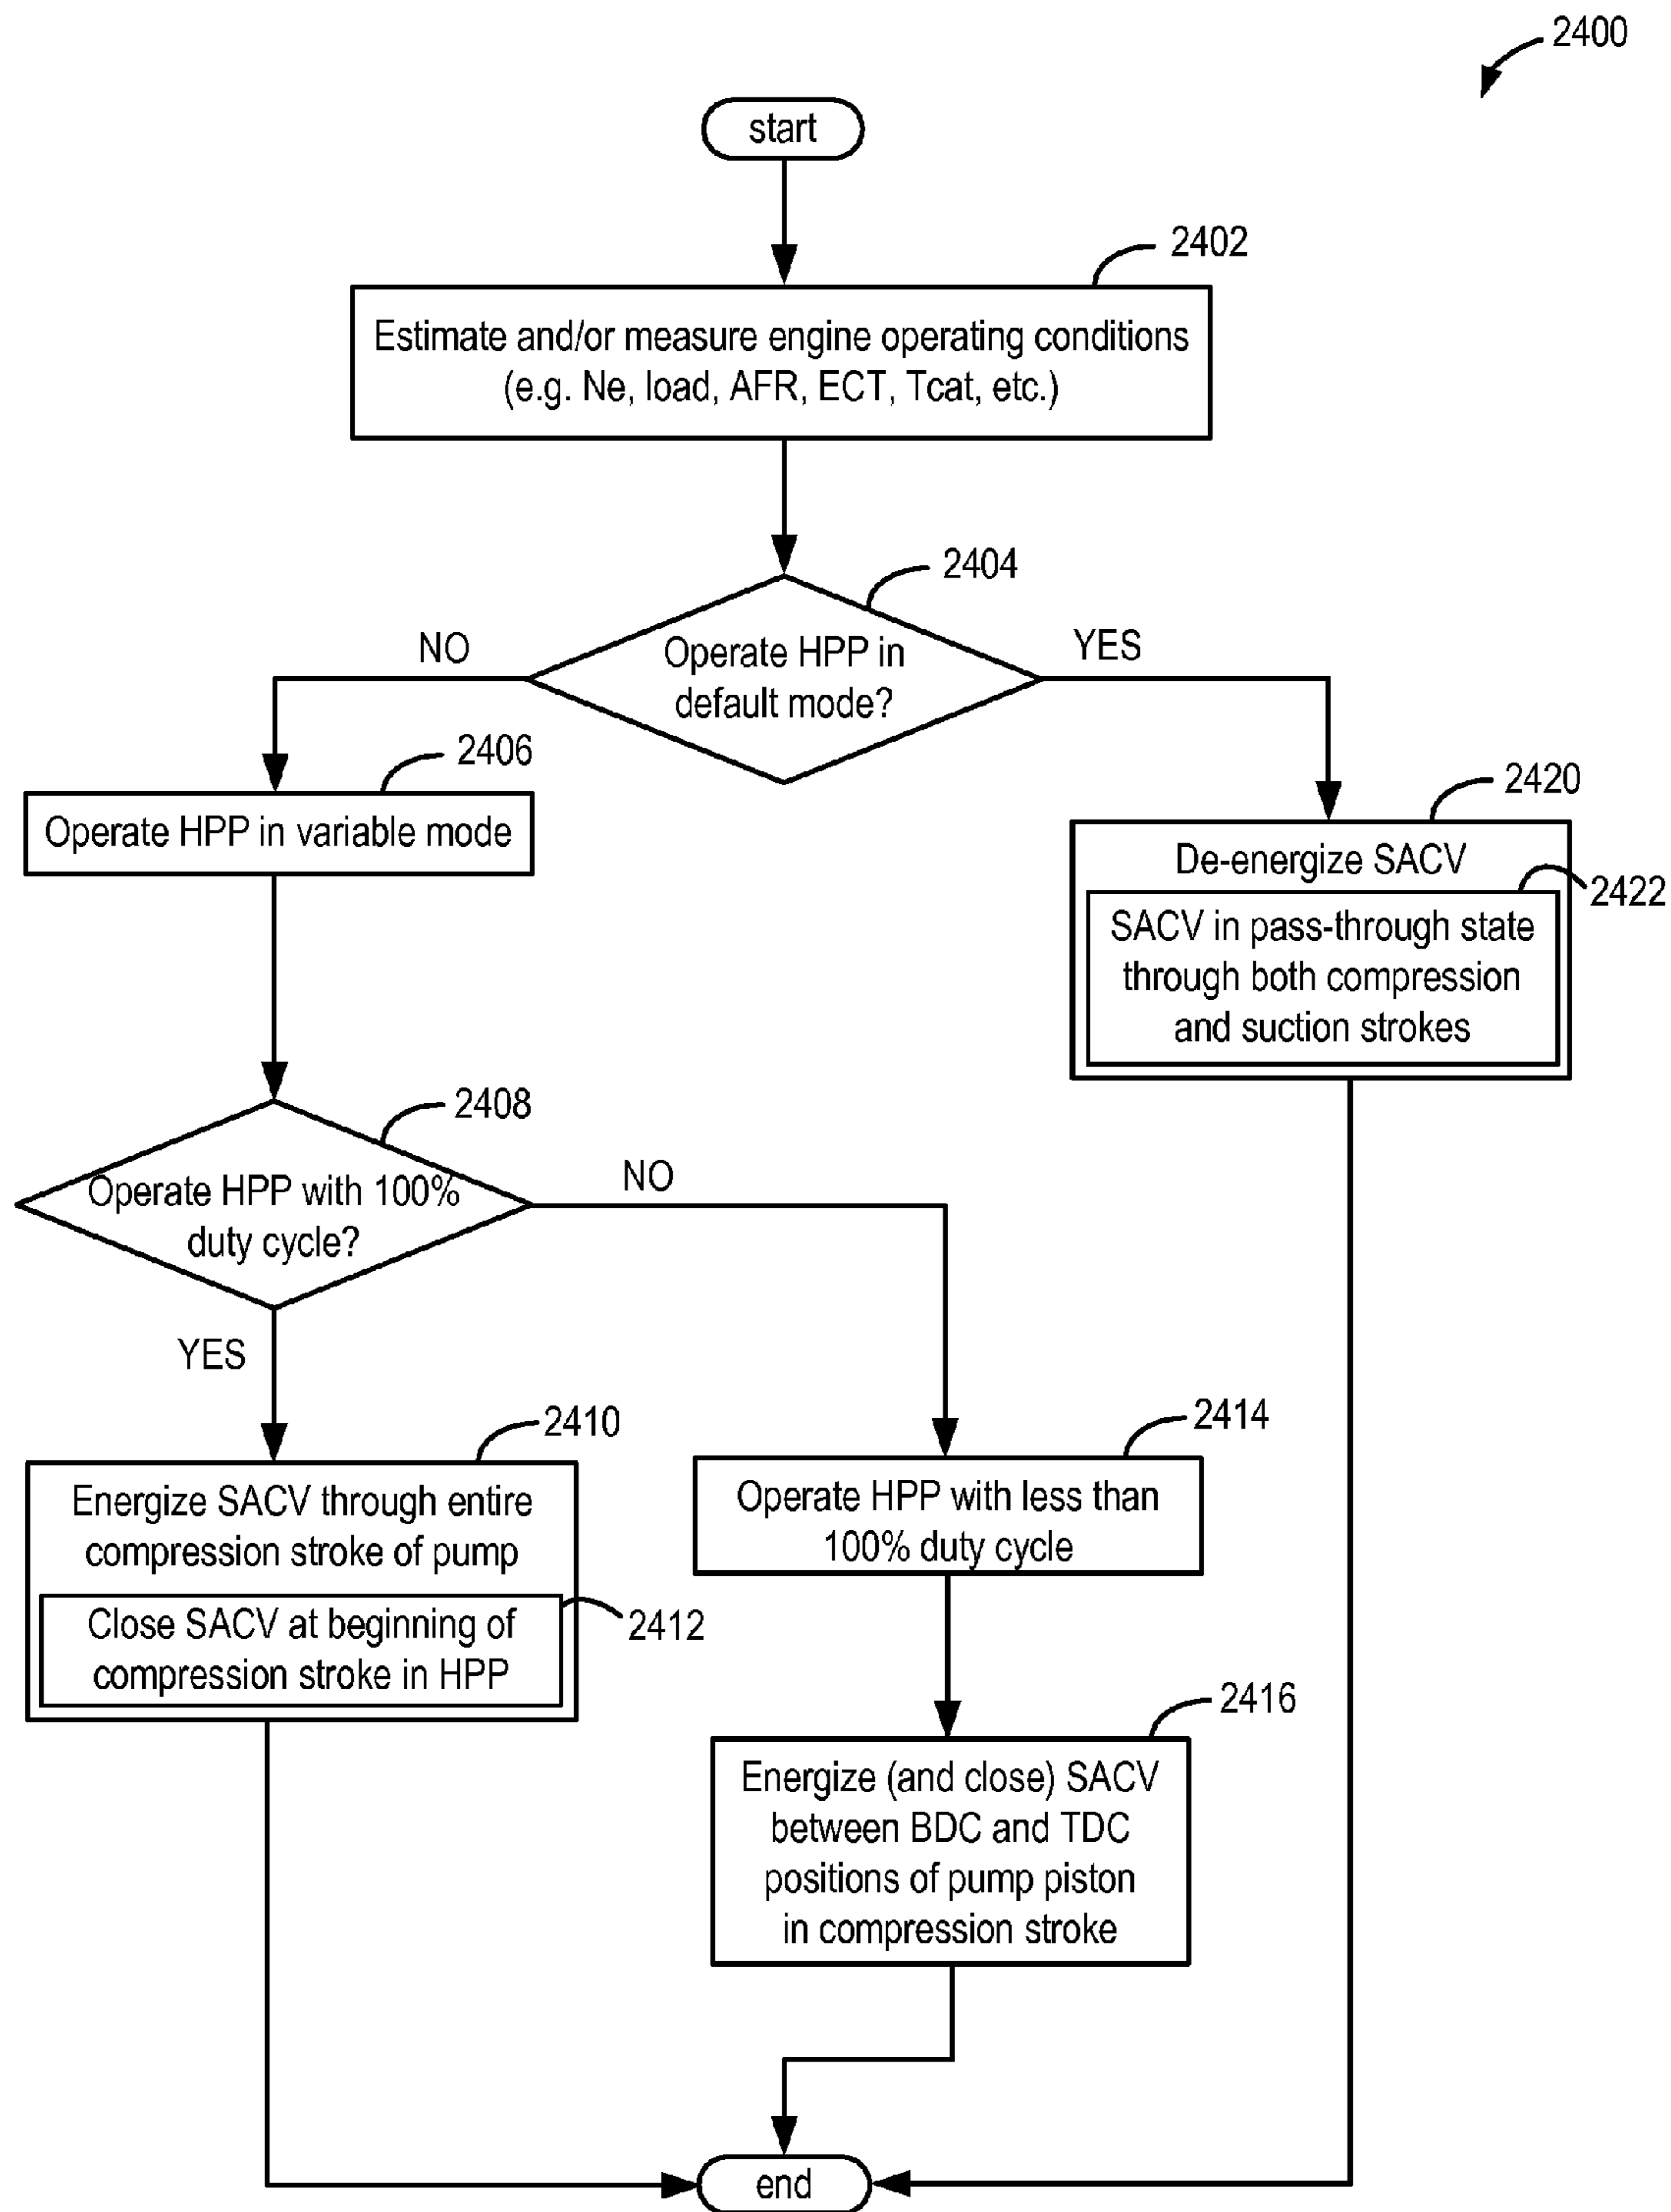 2400
start
2402
Estimate and/or measure engine operating conditions
(e.g. Ne, load, AFR, ECT, Tcat, etc.)
2404
Operate HPP in
default mode?
NO
YES
2406
Operate HPP in variable mode
2420
De-energize SACV
2422
SACV in pass-through state
through both compression
and suction strokes
2408
Operate HPP with 100%
duty cycle?
NO
YES
2410
Energize SACV through entire
compression stroke of pump
2412
Close SACV at beginning of
compression stroke in HPP
2414
Operate HPP with less than
100% duty cycle
2416
Energize (and close) SACV
between BDC and TDC
positions of pump piston
in compression stroke
end